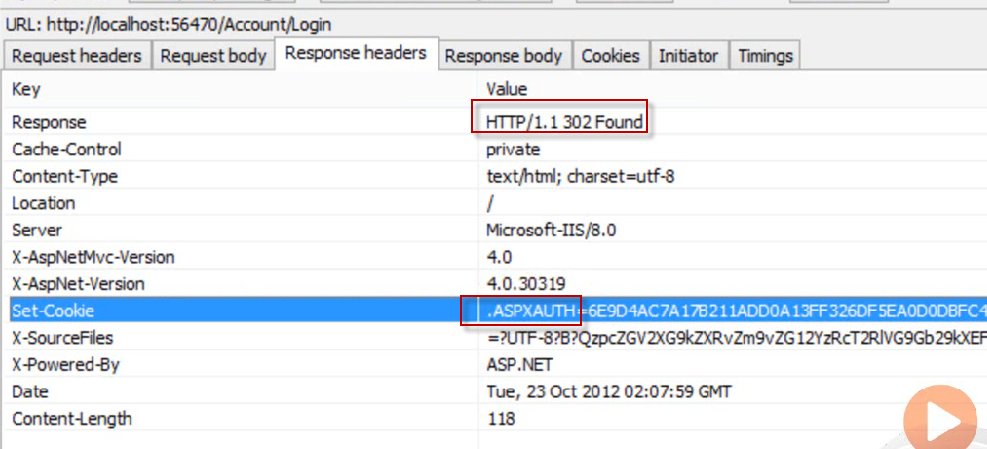 URL: http://localhost:56470/Account/Login
Request headers Request body Response headers Response body Cookies Initiator Timings
Key Value
Response HTTP/1.1 302 Found
Cache-Control private
Content-Type text/html; charset=utf-8
Location /
Server Microsoft-IIS/8.0
X-AspNetMvc-Version 4.0
X-AspNet-Version 4.0.30319
Set-Cookie .ASPXAUTH=6E9D4AC7A17B211ADD0A13FF326DF5EA0D0DBFC4
X-SourceFiles =?UTF-8?B?QzpcZGV2XG9kZXRvZm9vZG12YzRcT2RlVG9Gb29kXEF
X-Powered-By ASP.NET
Date Tue, 23 Oct 2012 02:07:59 GMT
Content-Length 118